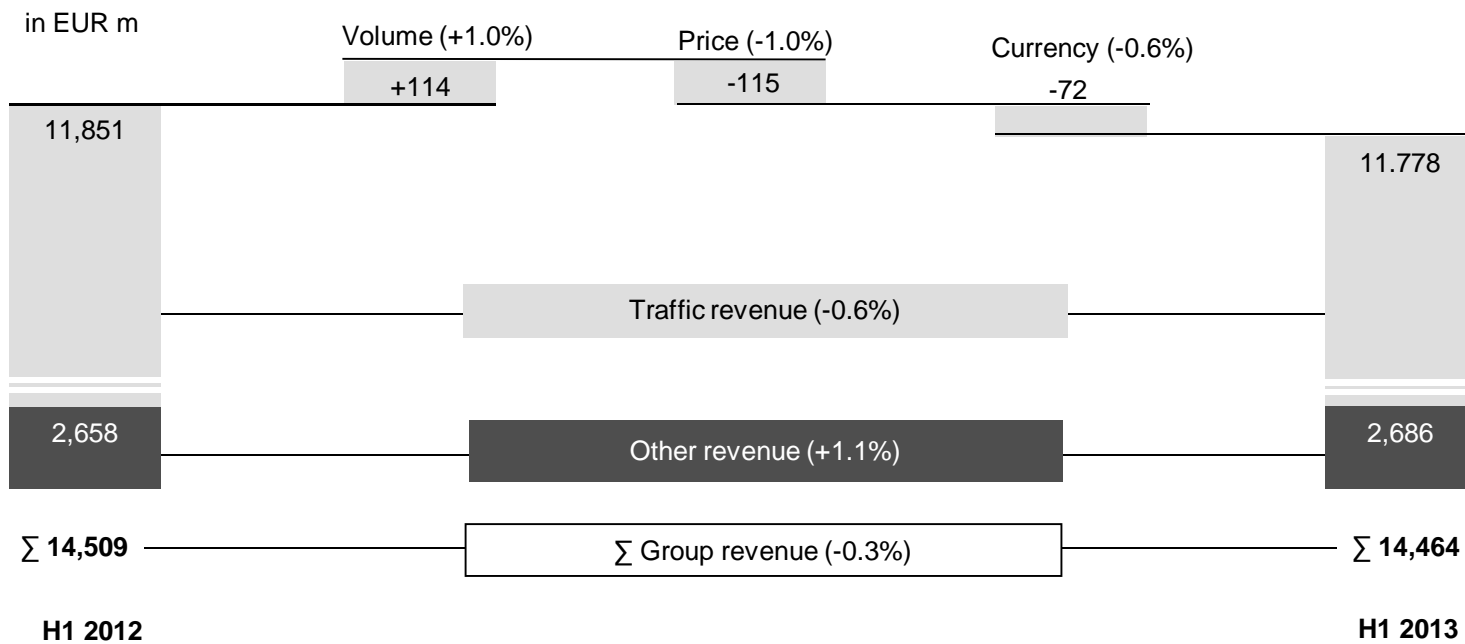 in EUR m
Volume (+1.0%)
Price (-1.0%)
Currency (-0.6%)
+114
-115
-72
11,851
11.778
Traffic revenue (-0.6%)
2,658
Other revenue (+1.1%)
2,686
∑ 14,509
∑ Group revenue (-0.3%)
∑ 14,464
H1 2012
H1 2013